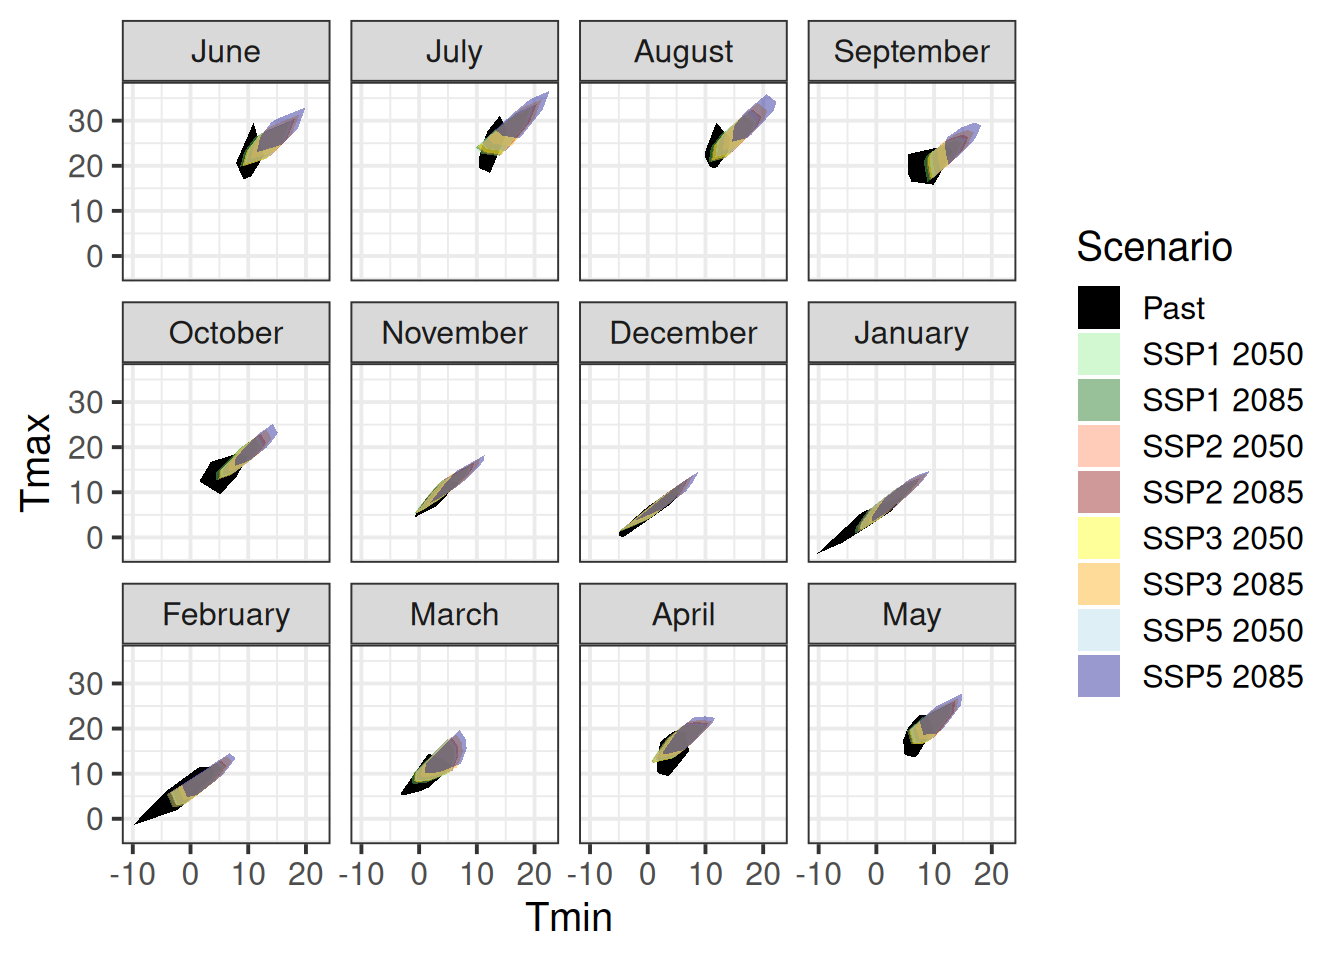 June July August September
30
20
10
0
October November December January
30
20
10
0
February March April May
30
20
10
0
-10 0 10 20 -10 0 10 20 -10 0 10 20 -10 0 10 20
Tmin
Tmax
Scenario
Past
SSP1 2050
SSP1 2085
SSP2 2050
SSP2 2085
SSP3 2050
SSP3 2085
SSP5 2050
SSP5 2085